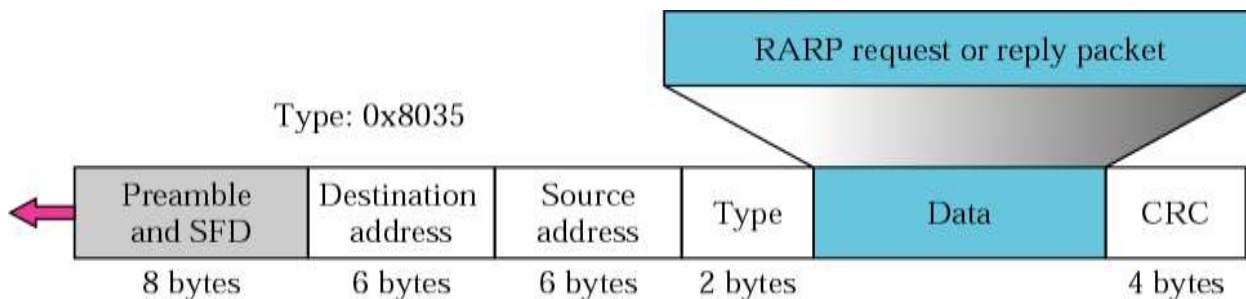 RARP request or reply packet
Type: 0x8035
Preamble
and SFD
Destination
address
Source
address
Type
Data
CRC
8 bytes
6 bytes
6 bytes
2 bytes
4 bytes